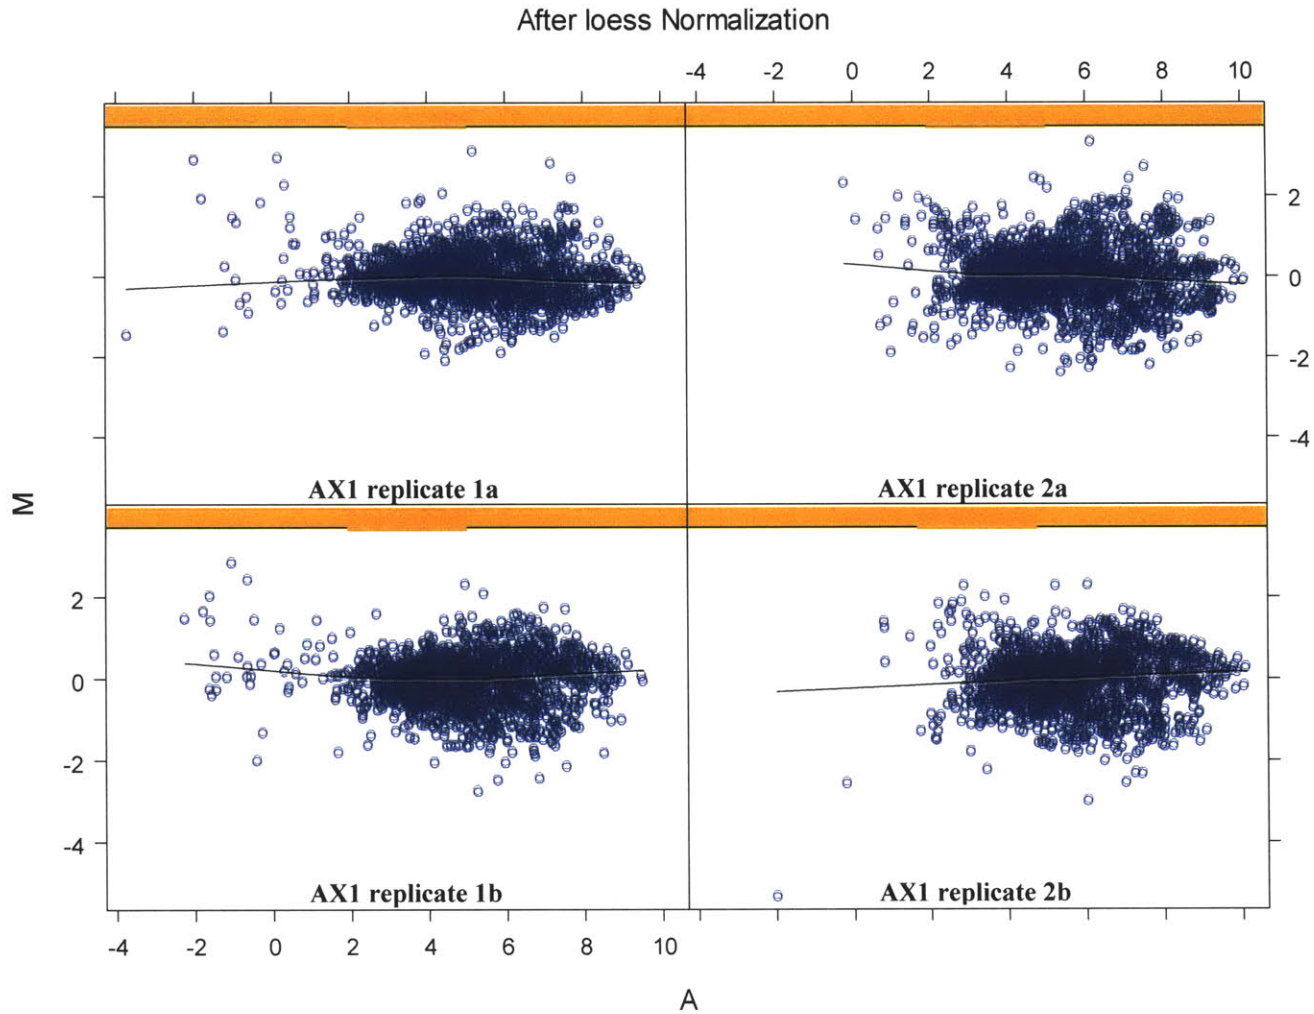 After loess Normalization
-4 -2 0 2 4 6 8 10
2
0
-2
-4
AX1 replicate 1a
AX1 replicate 2a
M
2
0
-2
-4
AX1 replicate 1b
AX1 replicate 2b
-4 -2 0 2 4 6 8 10
A